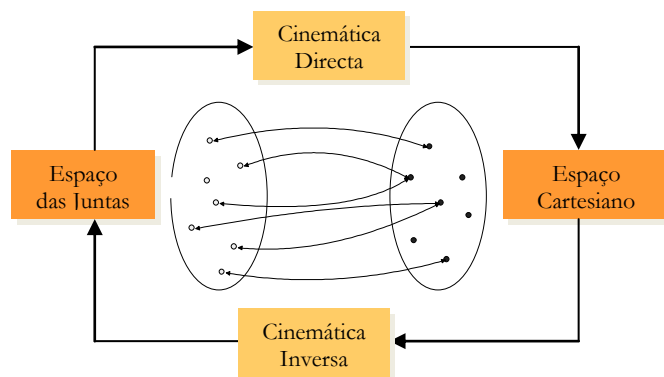 Cinemática
Directa
Espaço
das Juntas
Espaço
Cartesiano
Cinemática
Inversa